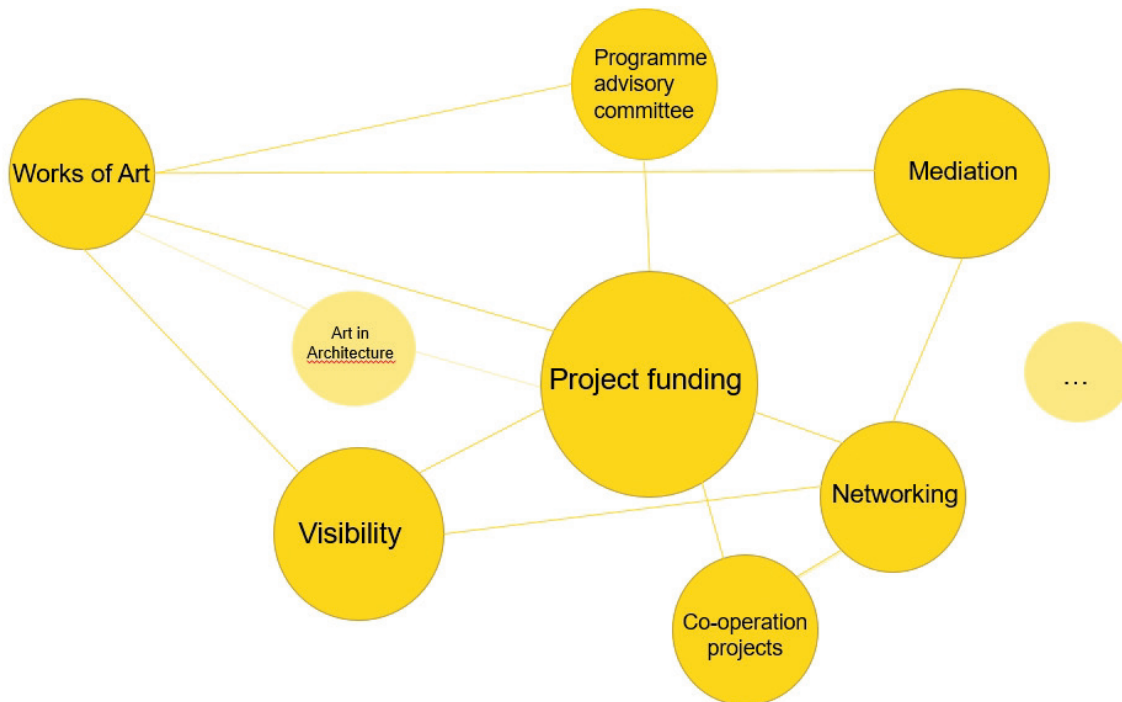 Programme
advisory
committee
Works of Art
Mediation
Art in
Architecture
Project funding
...
Networking
Visibility
Co-operation
projects